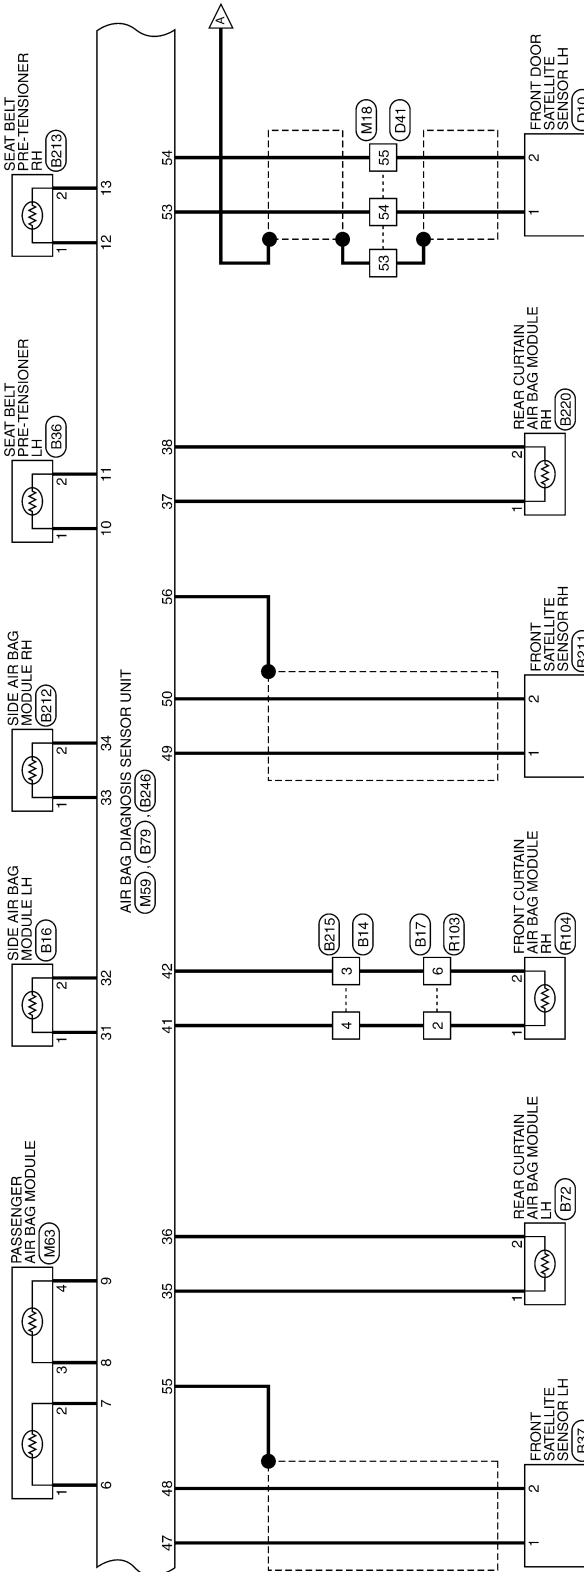 PASSENGER
AIR BAG MODULE
M63
1
2
3
4
6
7
8
9
SIDE AIR BAG
MODULE LH
B16
1
2
31
32
SIDE AIR BAG
MODULE RH
B212
1
2
33
34
SEAT BELT
PRE-TENSIONER
LH
B36
1
2
10
11
SEAT BELT
PRE-TENSIONER
RH
B213
1
2
12
13
AIR BAG DIAGNOSIS SENSOR UNIT
M59 , B79 , B246
47
48
55
35
36
41
42
49
50
56
37
38
53
54
A
B215
B14
4
3
B17
R103
2
6
M18
D41
53
54
55
1
2
FRONT
SATELLITE
SENSOR LH
B37
1
2
REAR CURTAIN
AIR BAG MODULE
LH
B72
1
2
FRONT CURTAIN
AIR BAG MODULE
RH
R104
1
2
FRONT
SATELLITE
SENSOR RH
B211
1
2
REAR CURTAIN
AIR BAG MODULE
RH
B220
1
2
FRONT DOOR
SATELLITE
SENSOR LH